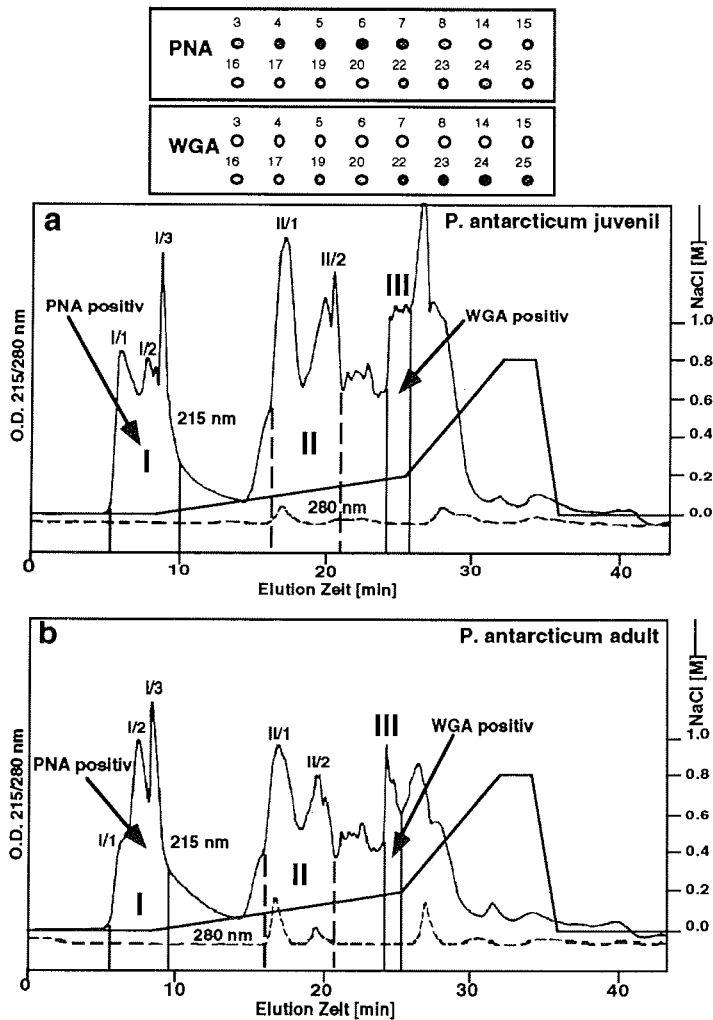 3 4 5 6 7 8 14 15
PNA
16 17 19 20 22 23 24 25
3 4 5 6 7 8 14 15
WGA
16 17 19 20 22 23 24 25
a
P. antarcticum juvenil
I/3
II/1
II/2
III
PNA positiv
WGA positiv
I/1
I/2
215 nm
I
II
280 nm
O.D. 215/280 nm
NaCl [M]
1.0
0.8
0.6
0.4
0.2
0.0
0 10 20 30 40
Elution Zeit [min]
b
P. antarcticum adult
I/3
I/2
II/1
II/2
III
WGA positiv
PNA positiv
I/1
215 nm
I
II
280 nm
O.D. 215/280 nm
NaCl [M]
1.0
0.8
0.6
0.4
0.2
0.0
0 10 20 30 40
Elution Zeit [min]